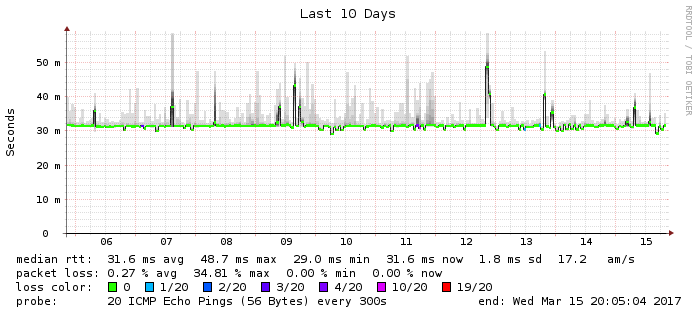 Last 10 Days
RRDTOOL / TOBI OETIKER
Seconds
50 m
40 m
30 m
20 m
10 m
0
06 07 08 09 10 11 12 13 14 15
median rtt: 31.6 ms avg 48.7 ms max 29.0 ms min 31.6 ms now 1.8 ms sd 17.2 am/s
packet loss: 0.27 % avg 34.81 % max 0.00 % min 0.00 % now
loss color: 0 1/20 2/20 3/20 4/20 10/20 19/20
probe: 20 ICMP Echo Pings (56 Bytes) every 300s end: Wed Mar 15 20:05:04 2017